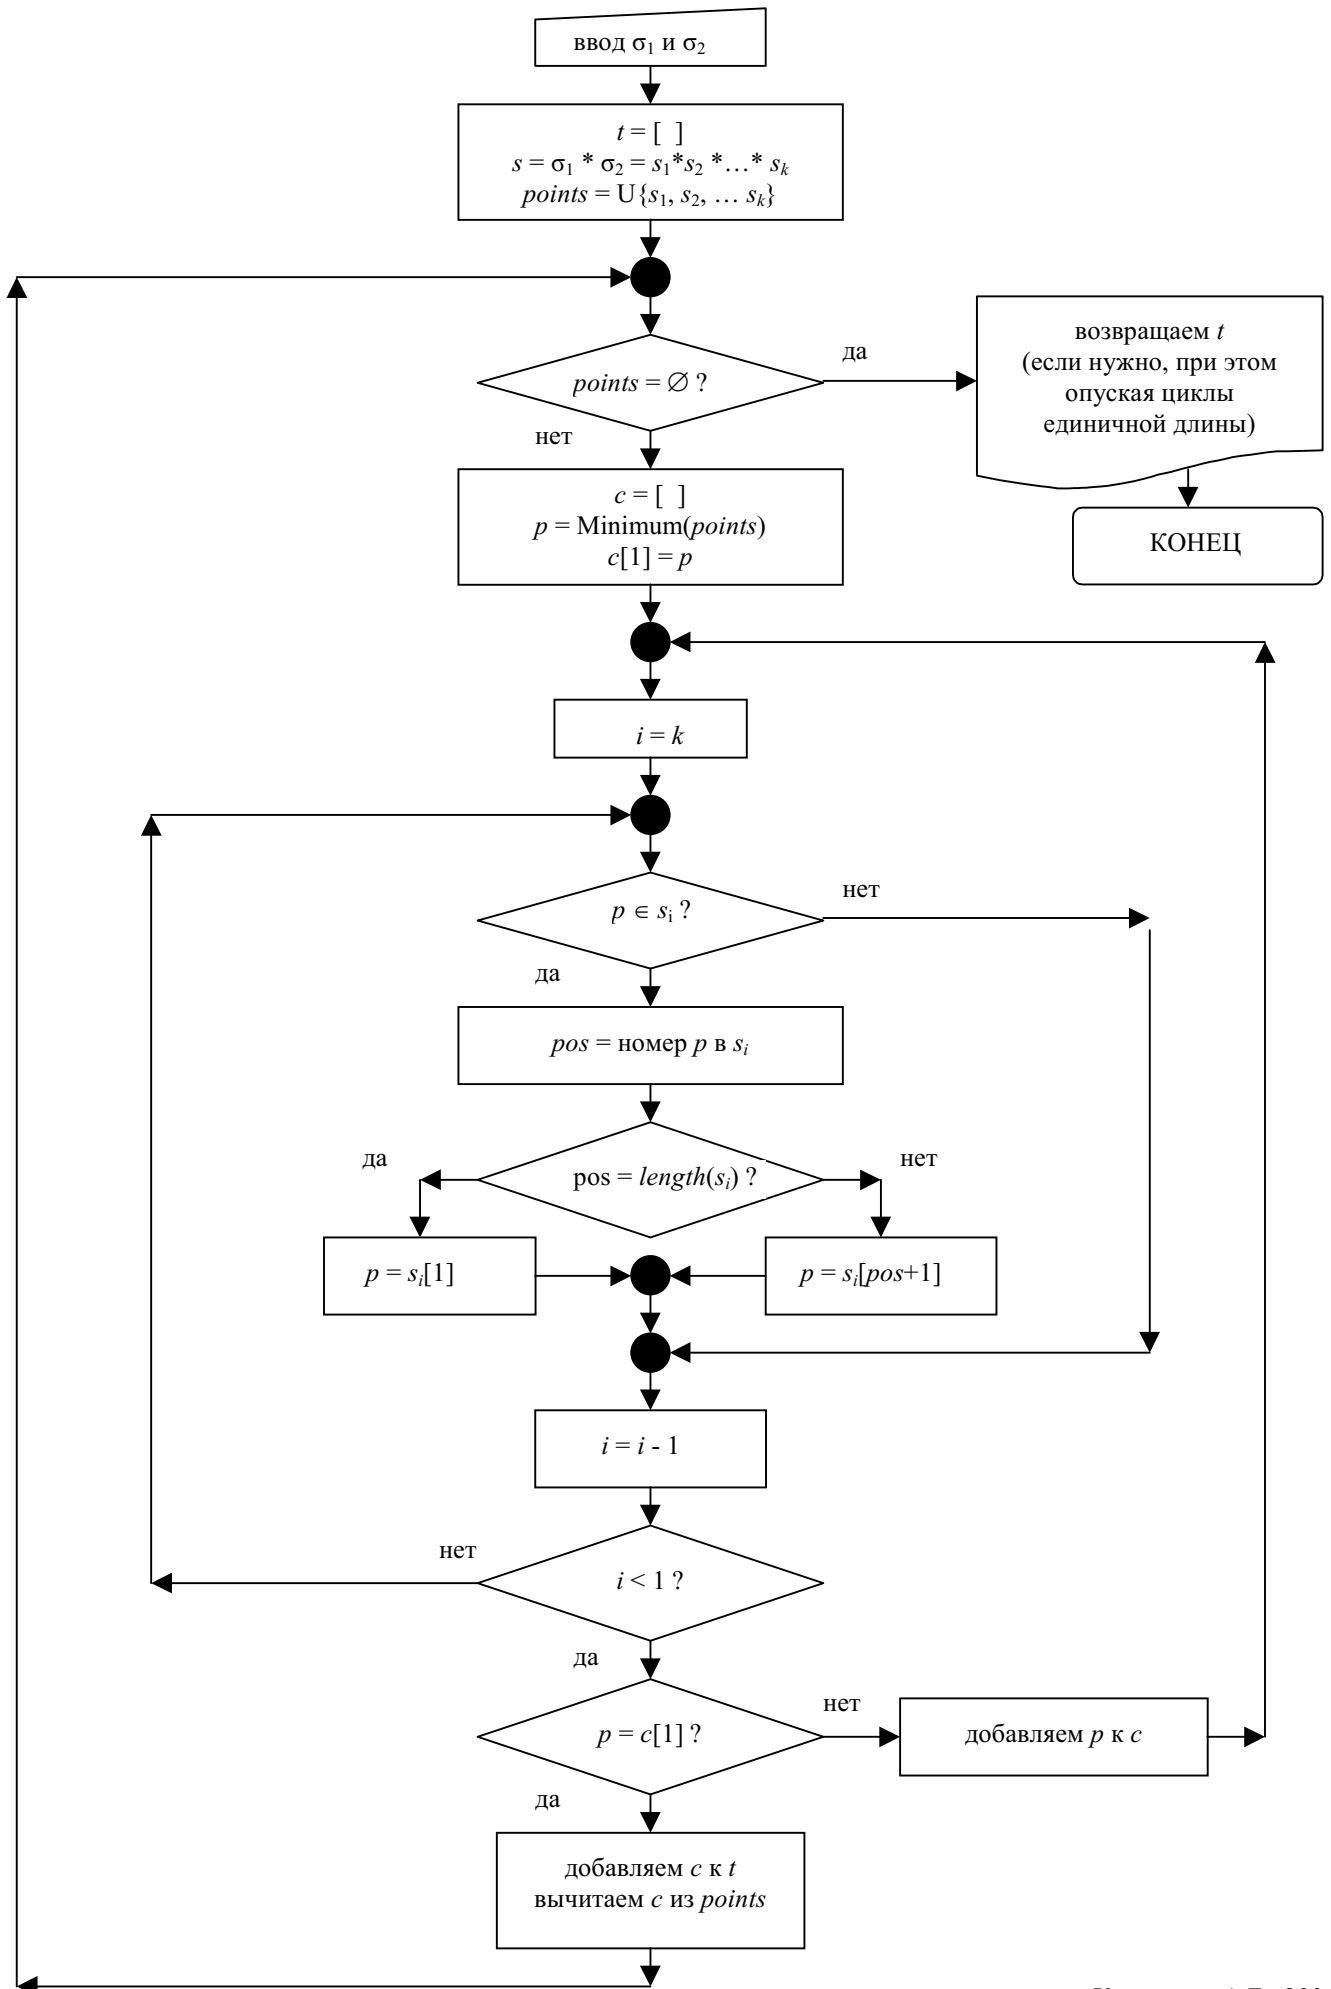 ввод σ₁ и σ₂
t = [ ]
s = σ₁ * σ₂ = s₁*s₂ *…* sₖ
points = U{s₁, s₂, … sₖ}
points = ∅ ?
да
нет
возвращаем t
(если нужно, при этом
опуская циклы
единичной длины)
КОНЕЦ
c = [ ]
p = Minimum(points)
c[1] = p
i = k
p ∈ sᵢ ?
нет
да
pos = номер p в sᵢ
да
pos = length(sᵢ) ?
нет
p = sᵢ[1]
p = sᵢ[pos+1]
i = i - 1
нет
i < 1 ?
да
p = c[1] ?
нет
добавляем p к c
да
добавляем c к t
вычитаем c из points